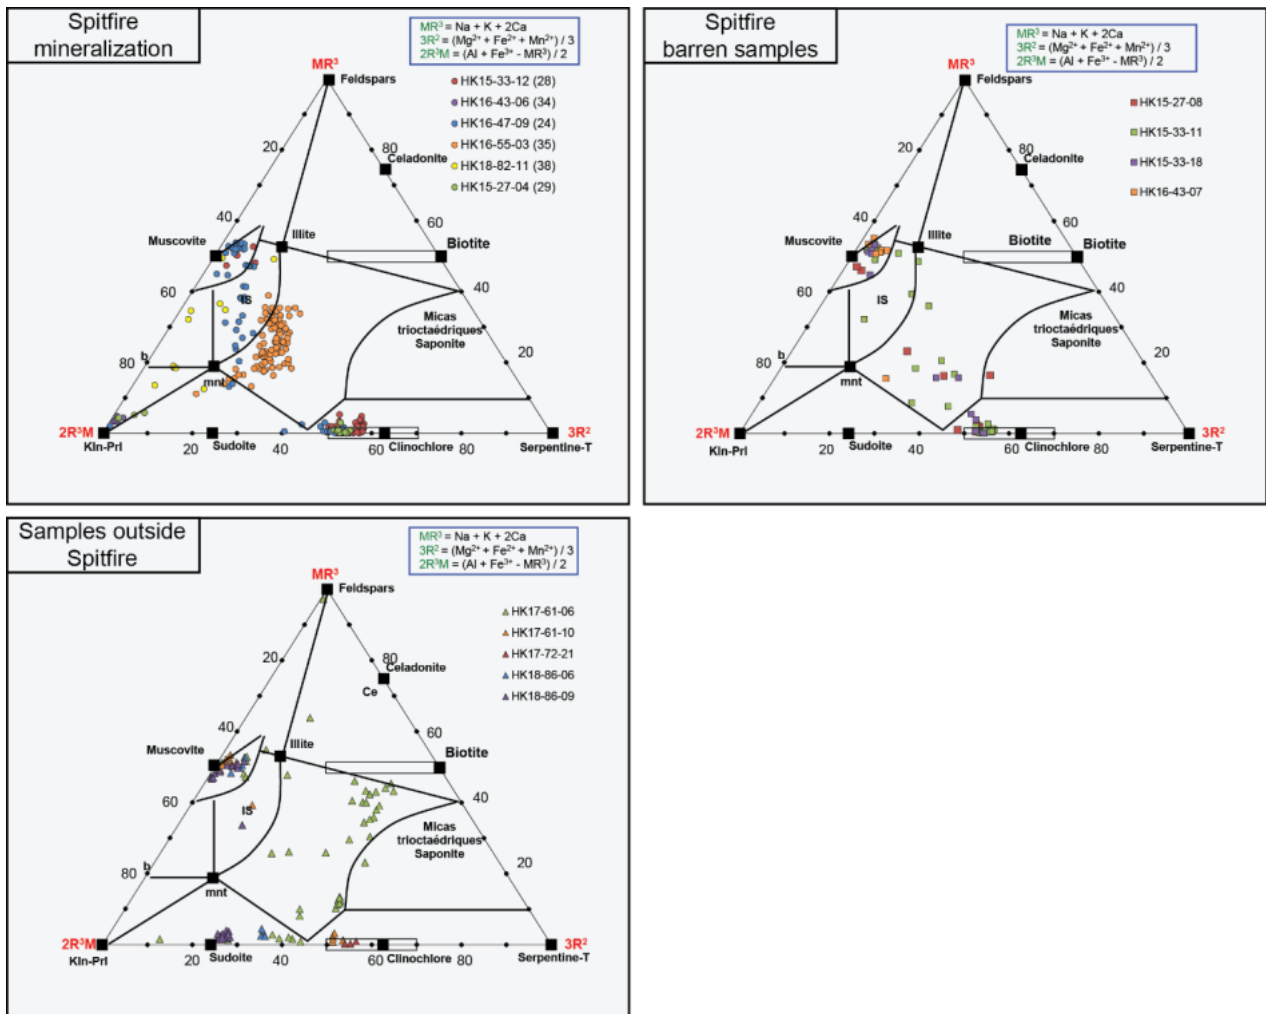 Spitfire
mineralization
MR³ = Na + K + 2Ca
3R² = (Mg²⁺ + Fe²⁺ + Mn²⁺) / 3
2R³M = (Al + Fe³⁺ - MR³) / 2
MR³
Feldspars
HK15-33-12 (28)
HK16-43-06 (34)
HK16-47-09 (24)
HK16-55-03 (35)
HK18-82-11 (38)
HK15-27-04 (29)
20
80
Celadonite
40
60
Muscovite
Illite
Biotite
60
IS
40
Micas
trioctaédriques
Saponite
b
80
20
mnt
2R³M
3R²
Kln-Prl
20
Sudoite
40
60
Clinochlore
80
Serpentine-T
Spitfire
barren samples
MR³ = Na + K + 2Ca
3R² = (Mg²⁺ + Fe²⁺ + Mn²⁺) / 3
2R³M = (Al + Fe³⁺ - MR³) / 2
MR³
Feldspars
HK15-27-08
HK15-33-11
HK15-33-18
HK16-43-07
20
80
Celadonite
40
60
Muscovite
Illite
Biotite
Biotite
60
IS
40
Micas
trioctaédriques
Saponite
b
80
20
mnt
2R³M
3R²
Kln-Prl
20
Sudoite
40
60
Clinochlore
80
Serpentine-T
Samples outside
Spitfire
MR³ = Na + K + 2Ca
3R² = (Mg²⁺ + Fe²⁺ + Mn²⁺) / 3
2R³M = (Al + Fe³⁺ - MR³) / 2
MR³
Feldspars
HK17-61-06
HK17-61-10
HK17-72-21
HK18-86-06
HK18-86-09
20
80
Celadonite
Ce
40
60
Muscovite
Illite
Biotite
60
IS
40
Micas
trioctaédriques
Saponite
b
80
20
mnt
2R³M
3R²
Kln-Prl
20
Sudoite
40
60
Clinochlore
80
Serpentine-T